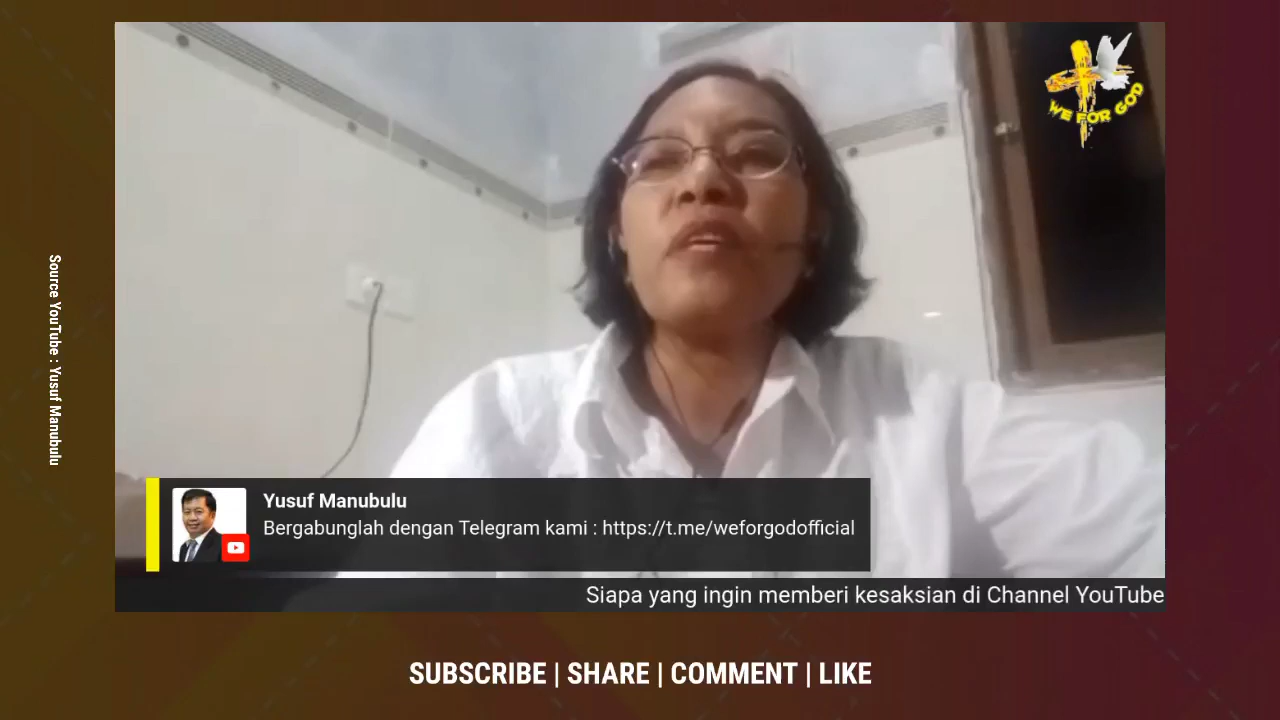 WE FOR GOD
Source YouTube : Yusuf Manubulu
Yusuf Manubulu
Bergabunglah dengan Telegram kami : https://t.me/weforgodofficial
Siapa yang ingin memberi kesaksian di Channel YouTube
SUBSCRIBE | SHARE | COMMENT | LIKE